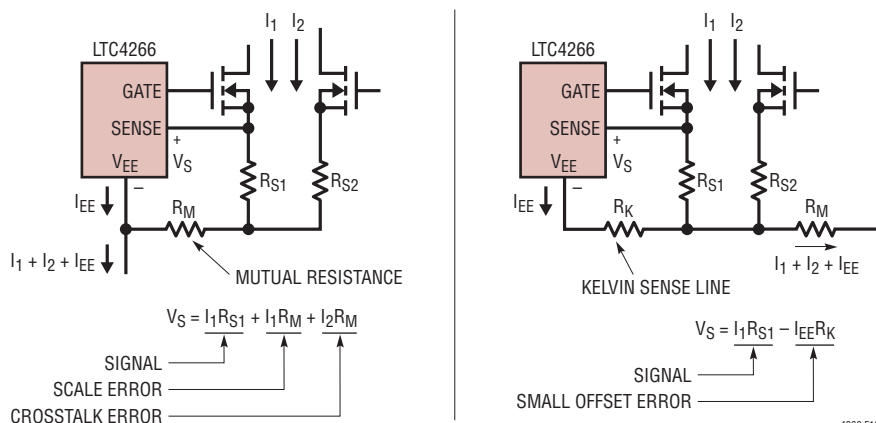 I1 I2
LTC4266
GATE
SENSE
+
VEE
VS
–
RS1
RS2
IEE
RM
I1 + I2 + IEE
MUTUAL RESISTANCE
VS = I1RS1 + I1RM + I2RM
SIGNAL
SCALE ERROR
CROSSTALK ERROR
I1 I2
LTC4266
GATE
SENSE
+
VEE
VS
–
RS1
RS2
IEE
RK
RM
I1 + I2 + IEE
KELVIN SENSE LINE
VS = I1RS1 – IEERK
SIGNAL
SMALL OFFSET ERROR